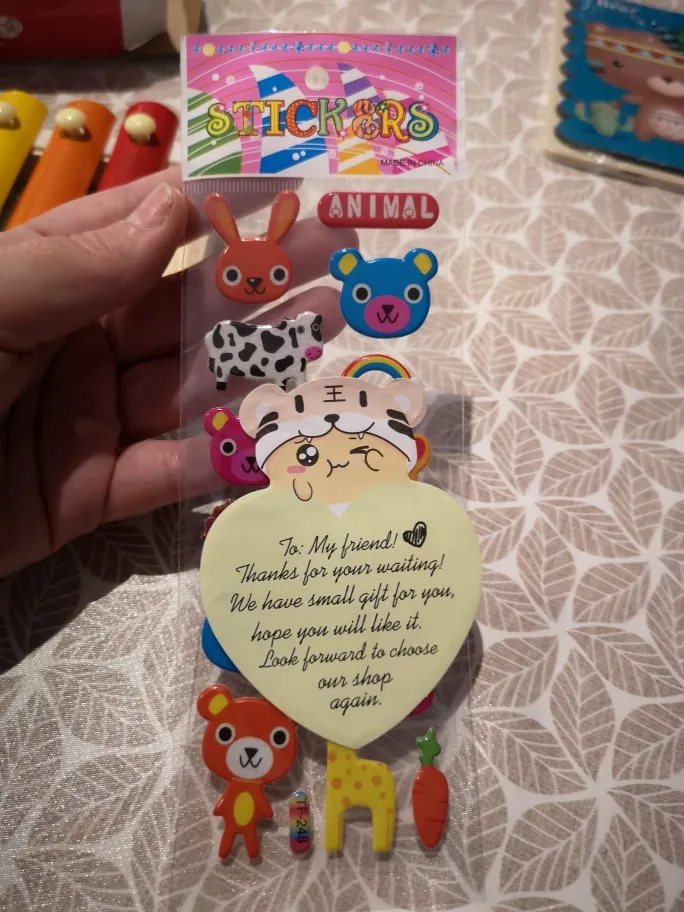 STICKERS
MADE IN CHINA
ANIMAL
王
To: My friend!
Thanks for your waiting!
We have small gift for you,
hope you will like it.
Look forward to choose
our shop
again.
TF-248